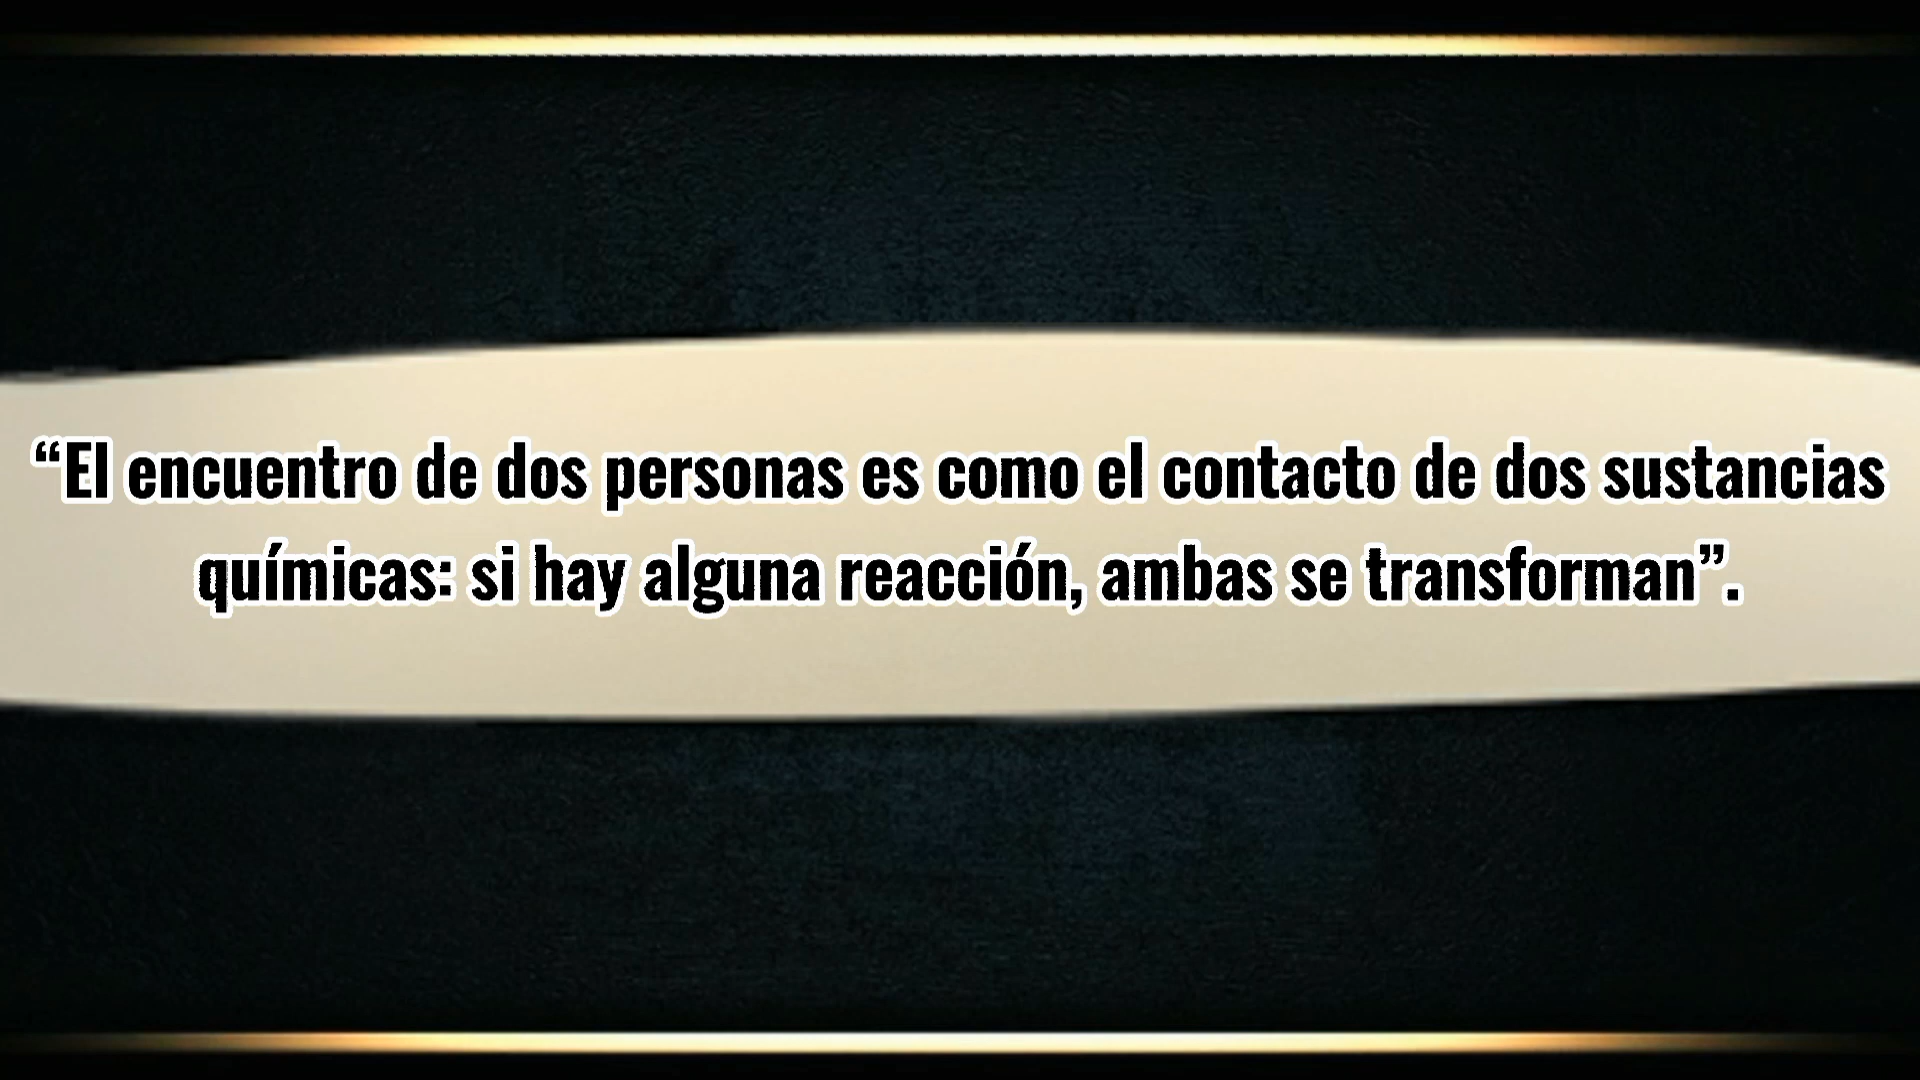 “El encuentro de dos personas es como el contacto de dos sustancias
químicas: si hay alguna reacción, ambas se transforman”.